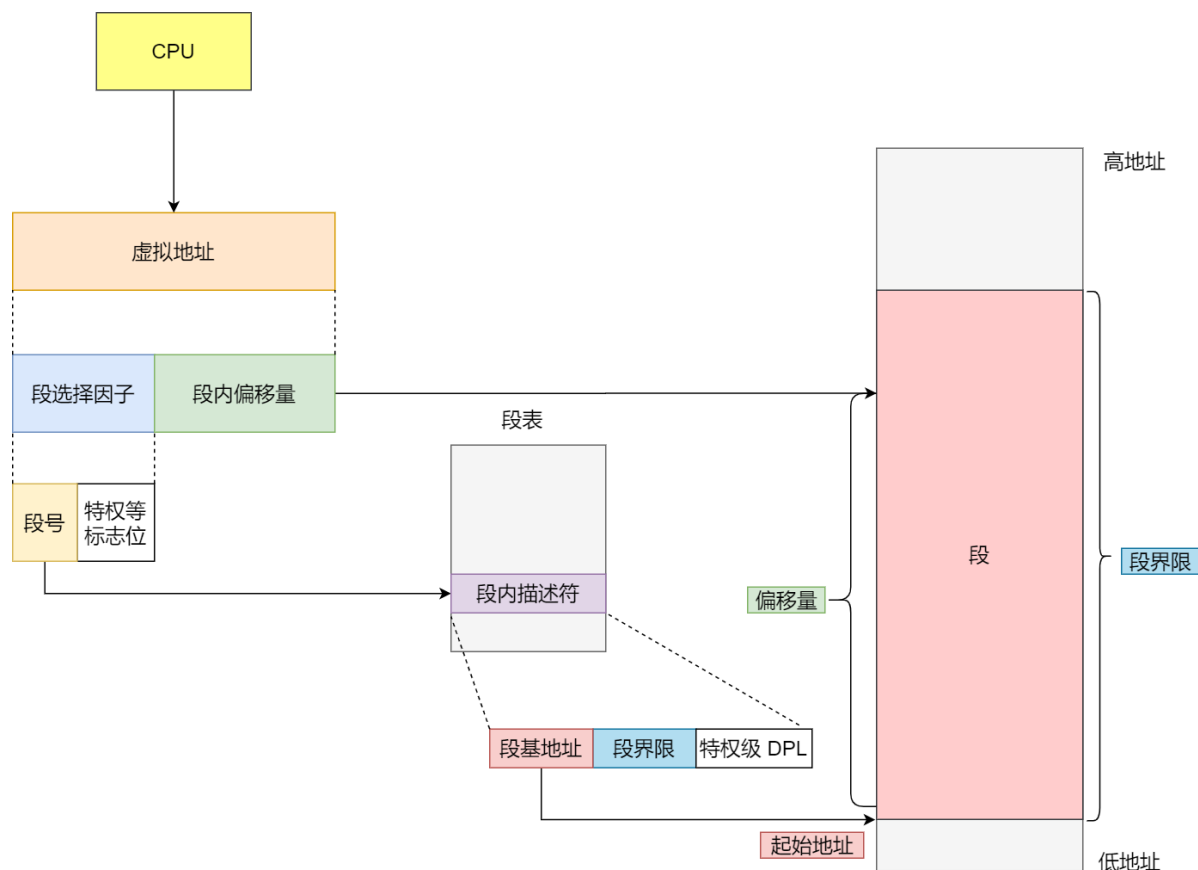 CPU
高地址
虚拟地址
段选择因子
段内偏移量
段表
段号
特权等
标志位
段
段界限
段内描述符
偏移量
段基地址
段界限
特权级 DPL
起始地址
低地址